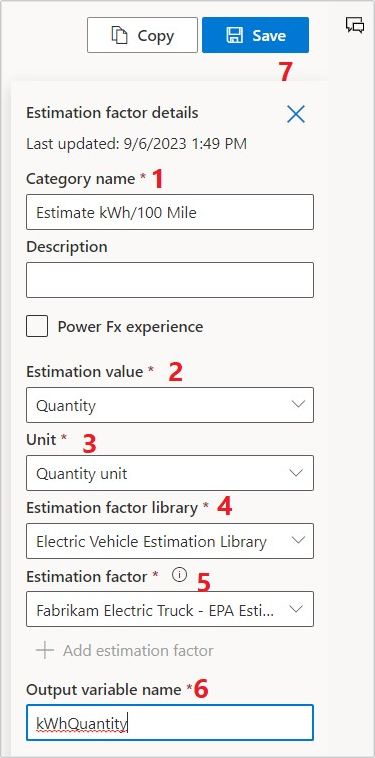 Copy Save
7
Estimation factor details
Last updated: 9/6/2023 1:49 PM
Category name * 1
Estimate kWh/100 Mile
Description
Power Fx experience
Estimation value * 2
Quantity
Unit * 3
Quantity unit
Estimation factor library * 4
Electric Vehicle Estimation Library
Estimation factor * 5
Fabrikam Electric Truck - EPA Esti...
Add estimation factor
Output variable name *6
kWhQuantity